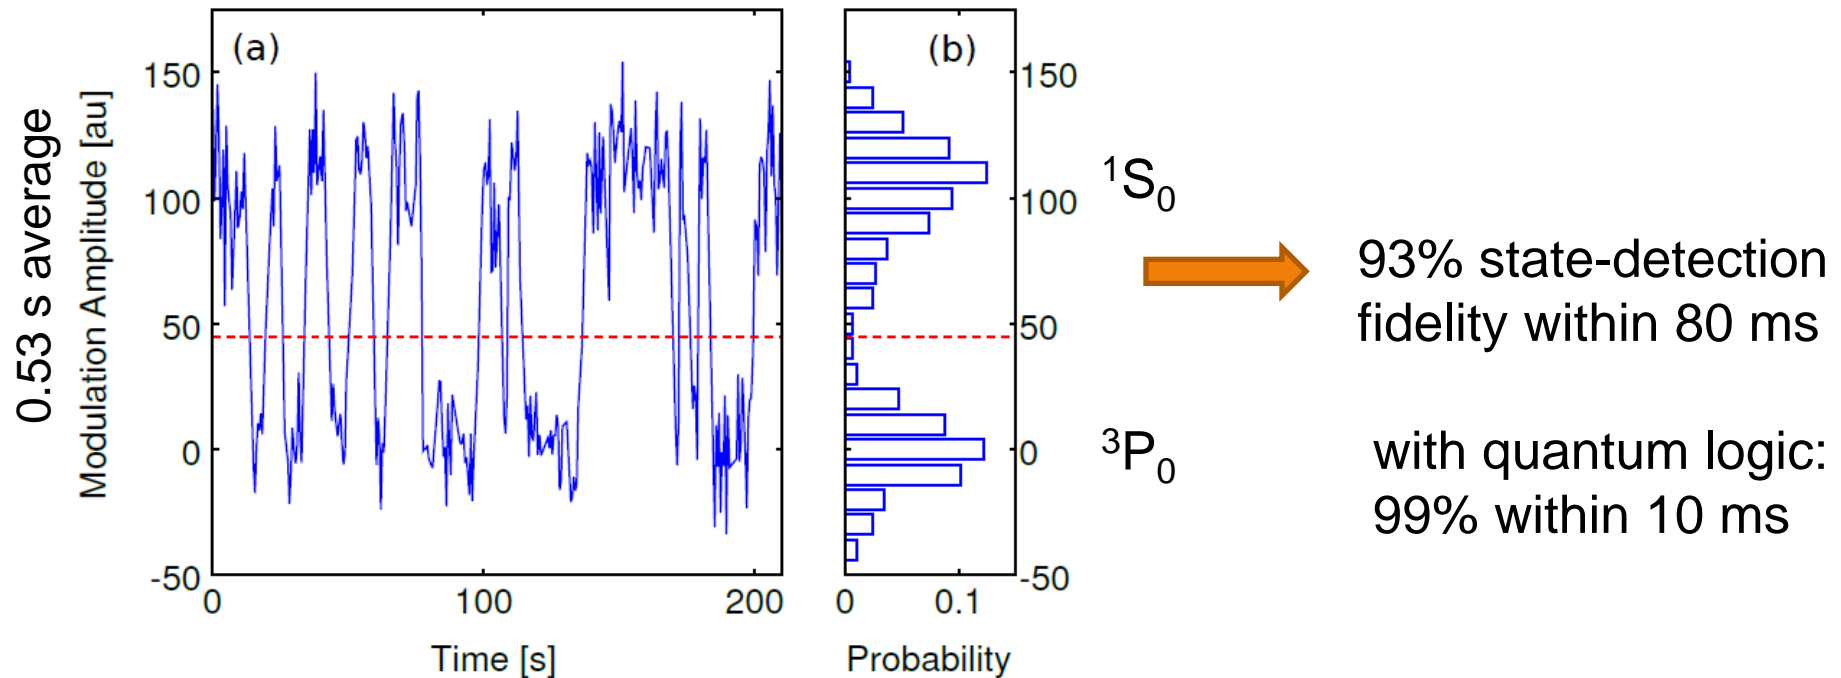 0.53 s average
Modulation Amplitude [au]
(a)
150
100
50
0
-50
0
100
200
Time [s]
(b)
150
100
50
0
-50
0
0.1
Probability
¹S₀
³P₀
93% state-detection
fidelity within 80 ms
with quantum logic:
99% within 10 ms